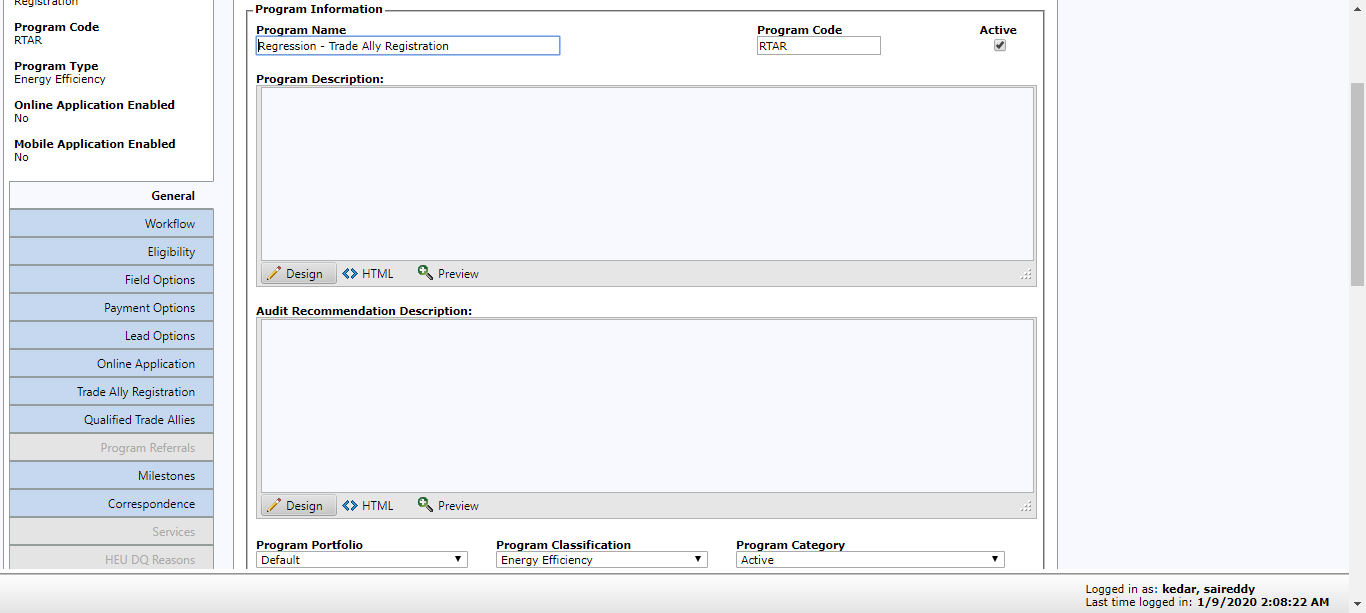 Registration
Program Code
RTAR
Program Type
Energy Efficiency
Online Application Enabled
No
Mobile Application Enabled
No
General
Workflow
Eligibility
Field Options
Payment Options
Lead Options
Online Application
Trade Ally Registration
Qualified Trade Allies
Program Referrals
Milestones
Correspondence
Services
HEU DQ Reasons
Program Information
Program Name Program Code Active
Regression - Trade Ally Registration RTAR
Program Description:
Design HTML Preview
Audit Recommendation Description:
Design HTML Preview
Program Portfolio Program Classification Program Category
Default Energy Efficiency Active
Logged in as: kedar, saireddy
Last time logged in: 1/9/2020 2:08:22 AM